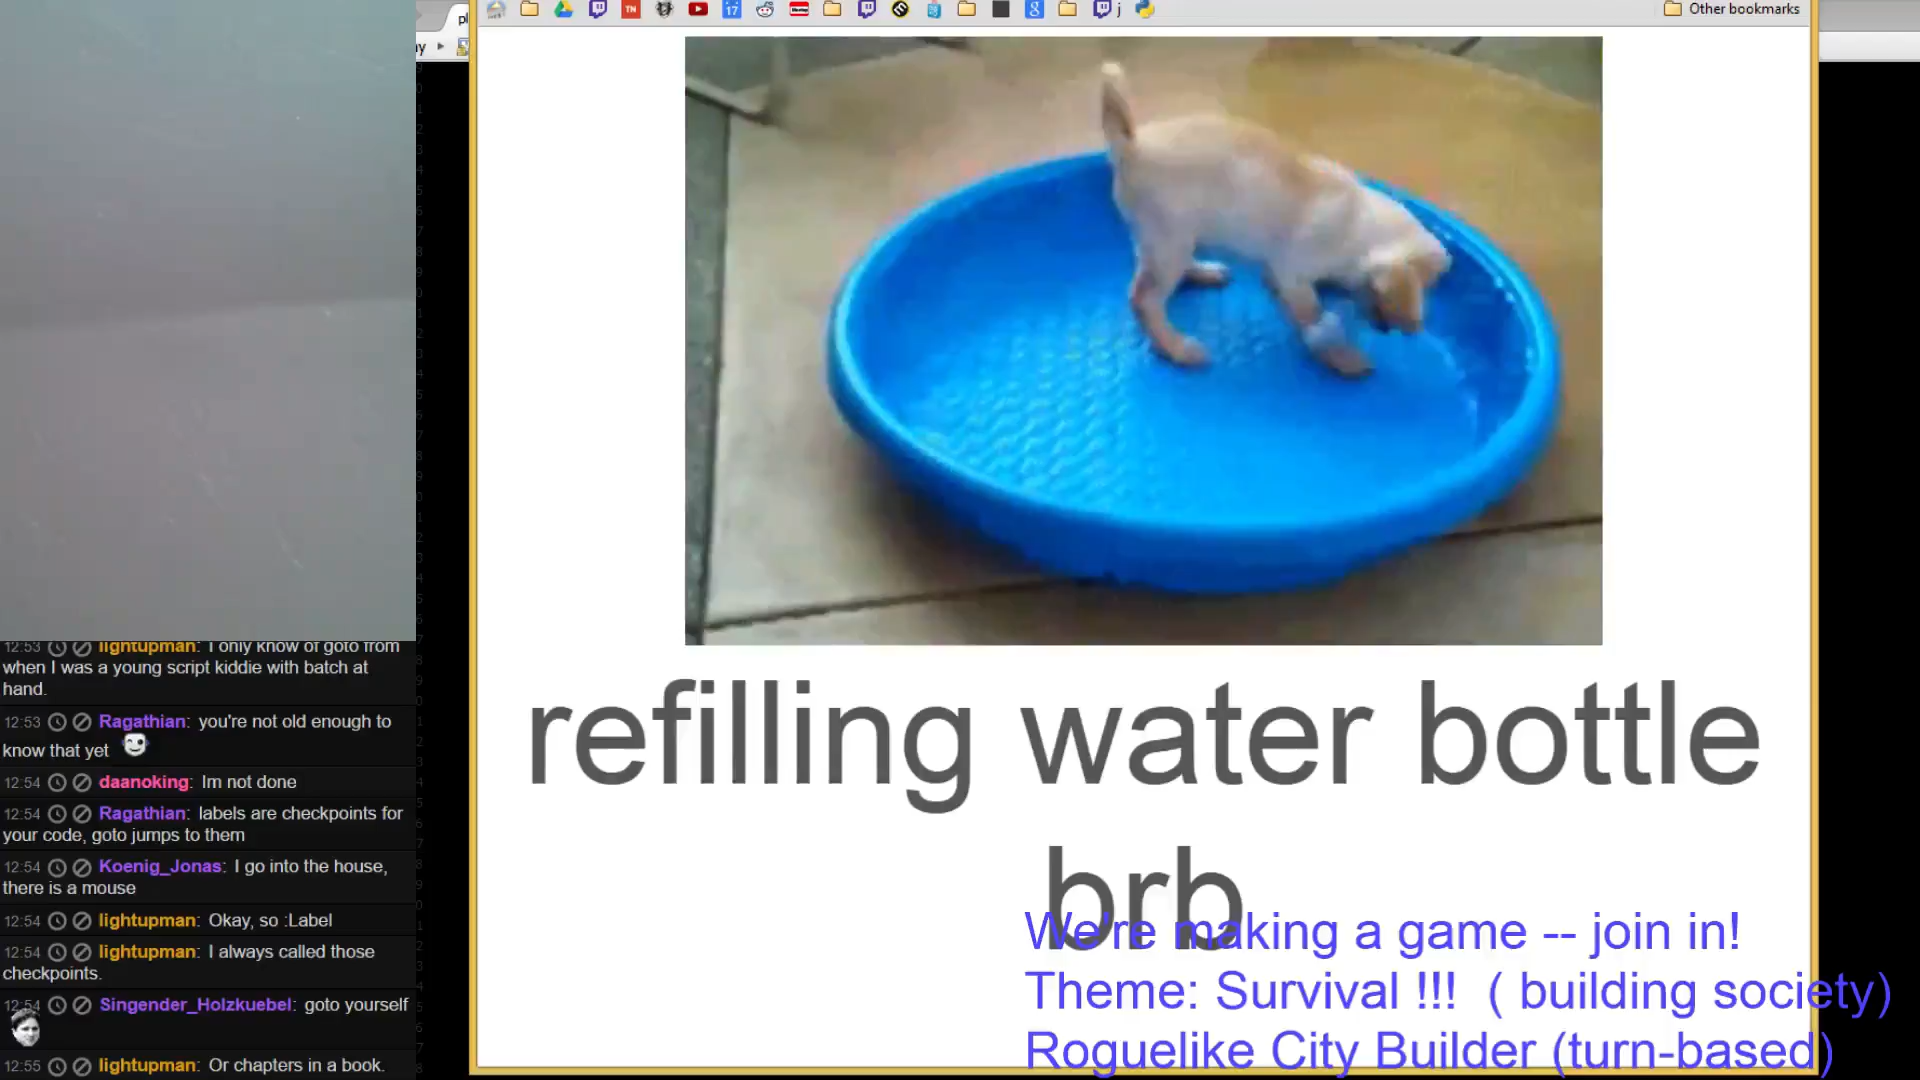 Other bookmarks
j
refilling water bottle
brb
We're making a game -- join in!
Theme: Survival !!! ( building society)
Roguelike City Builder (turn-based)
12:53 lightupman: I only know of goto from
when I was a young script kiddie with batch at
hand.
12:53 Ragathian: you're not old enough to
know that yet
12:54 daanoking: Im not done
12:54 Ragathian: labels are checkpoints for
your code, goto jumps to them
12:54 Koenig_Jonas: I go into the house,
there is a mouse
12:54 lightupman: Okay, so :Label
12:54 lightupman: I always called those
checkpoints.
12:54 Singender_Holzkuebel: goto yourself
12:55 lightupman: Or chapters in a book.